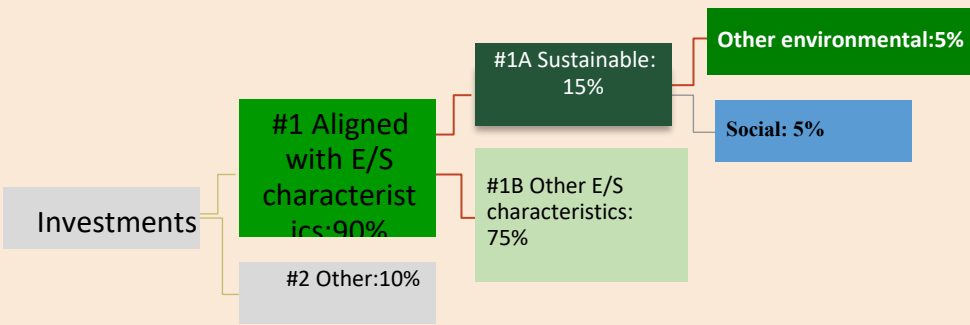 Investments
#1 Aligned
with E/S
characterist
ics:90%
#2 Other:10%
#1A Sustainable:
15%
#1B Other E/S
characteristics:
75%
Other environmental:5%
Social: 5%